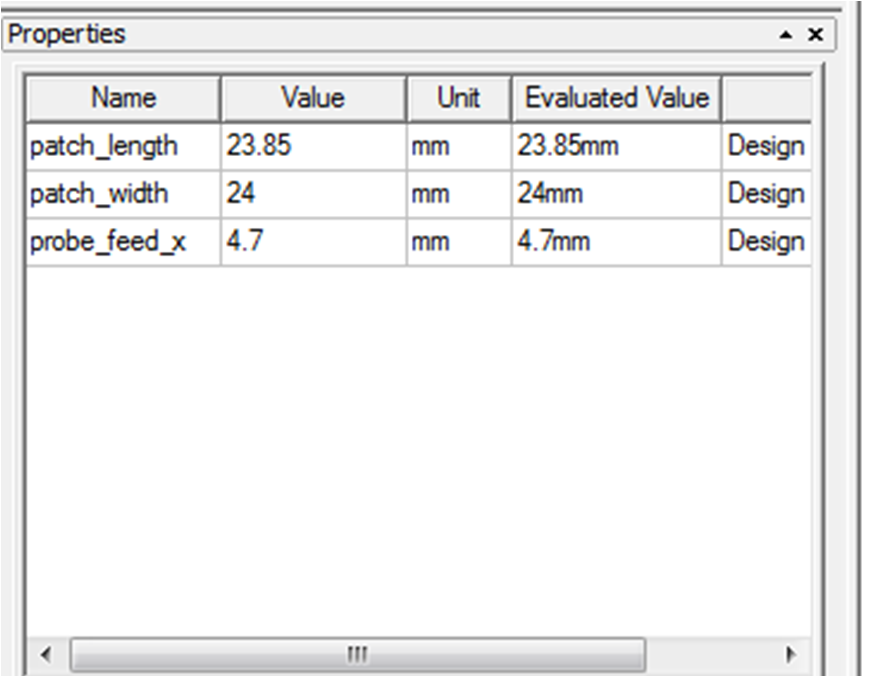 Properties
Name Value Unit Evaluated Value
patch_length 23.85 mm 23.85mm Design
patch_width 24 mm 24mm Design
probe_feed_x 4.7 mm 4.7mm Design